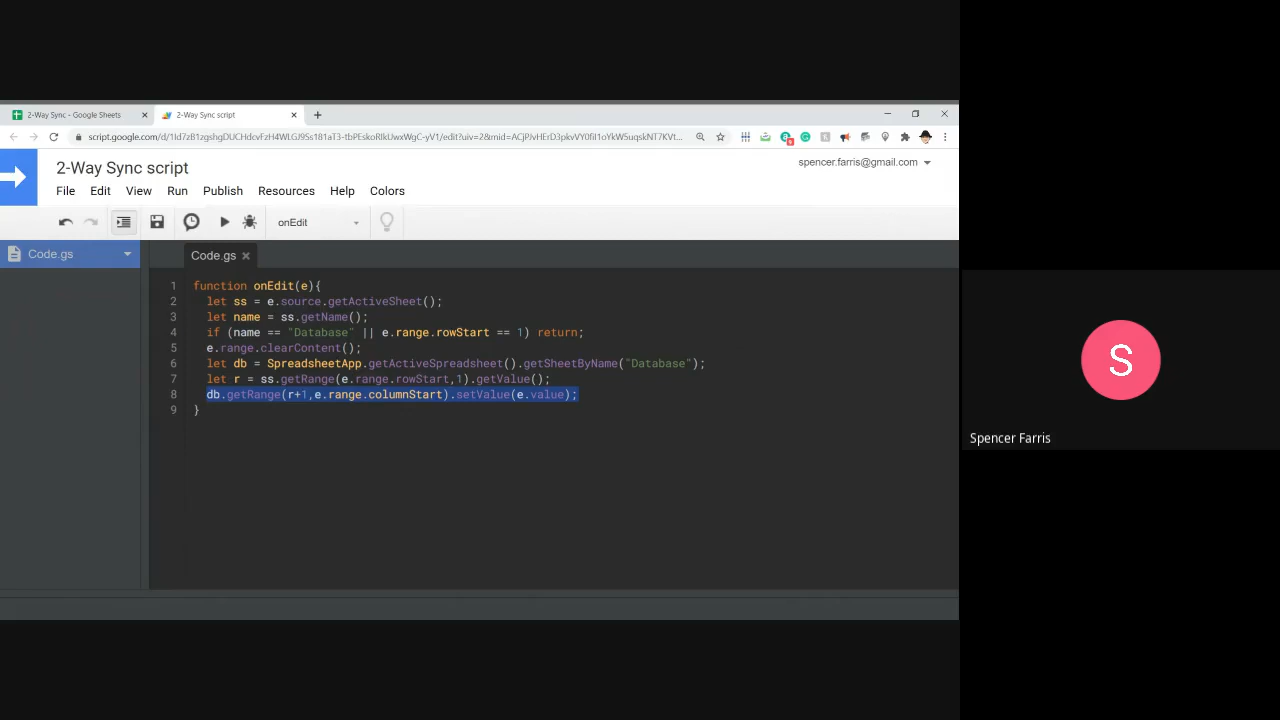 2-Way Sync - Google Sheets
2-Way Sync script
2-Way Sync script
spencer.farris@gmail.com
File Edit View Run Publish Resources Help Colors
onEdit
Code.gs
Code.gs
1 function onEdit(e){
2 let ss = e.source.getActiveSheet();
3 let name = ss.getName();
4 if (name == "Database" || e.range.rowStart == 1) return;
5 e.range.clearContent();
6 let db = SpreadsheetApp.getActiveSpreadsheet().getSheetByName("Database");
7 let r = ss.getRange(e.range.rowStart,1).getValue();
8 db.getRange(r+1,e.range.columnStart).setValue(e.value);
9 }
S
Spencer Farris